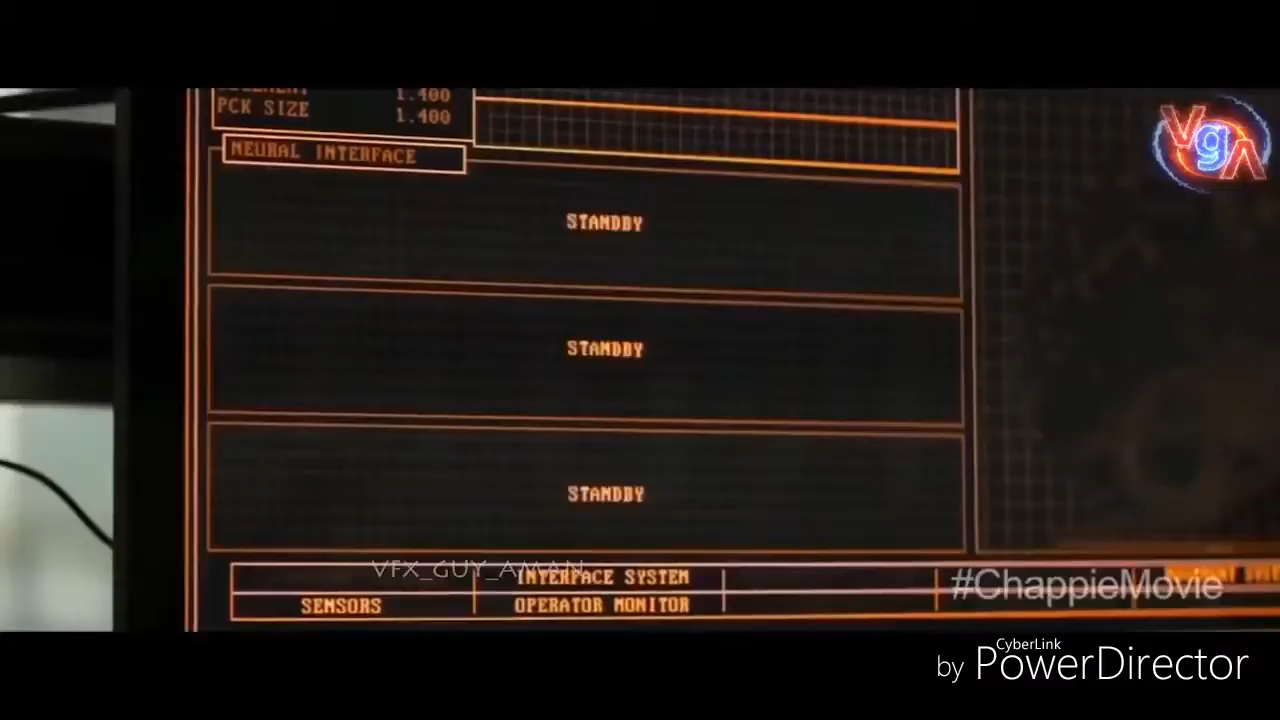 1.400
PCK SIZE 1.400
NEURAL INTERFACE
STANDBY
STANDBY
STANDBY
VFX_GUY_AMAN
INTERFACE SYSTEM
SENSORS OPERATOR MONITOR
#ChappieMovie
VgA
CyberLink
by PowerDirector